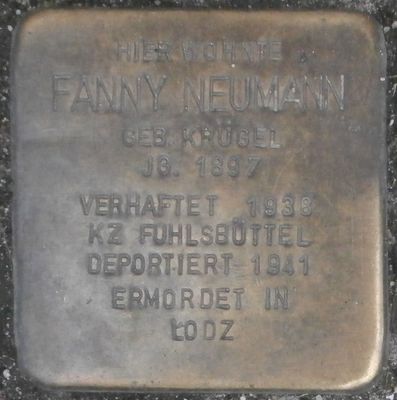 HIER WOHNTE
FANNY NEUMANN
GEB. KRÜGEL
JG. 1897
VERHAFTET 1938
KZ FUHLSBÜTTEL
DEPORTIERT 1941
ERMORDET IN
ŁODZ